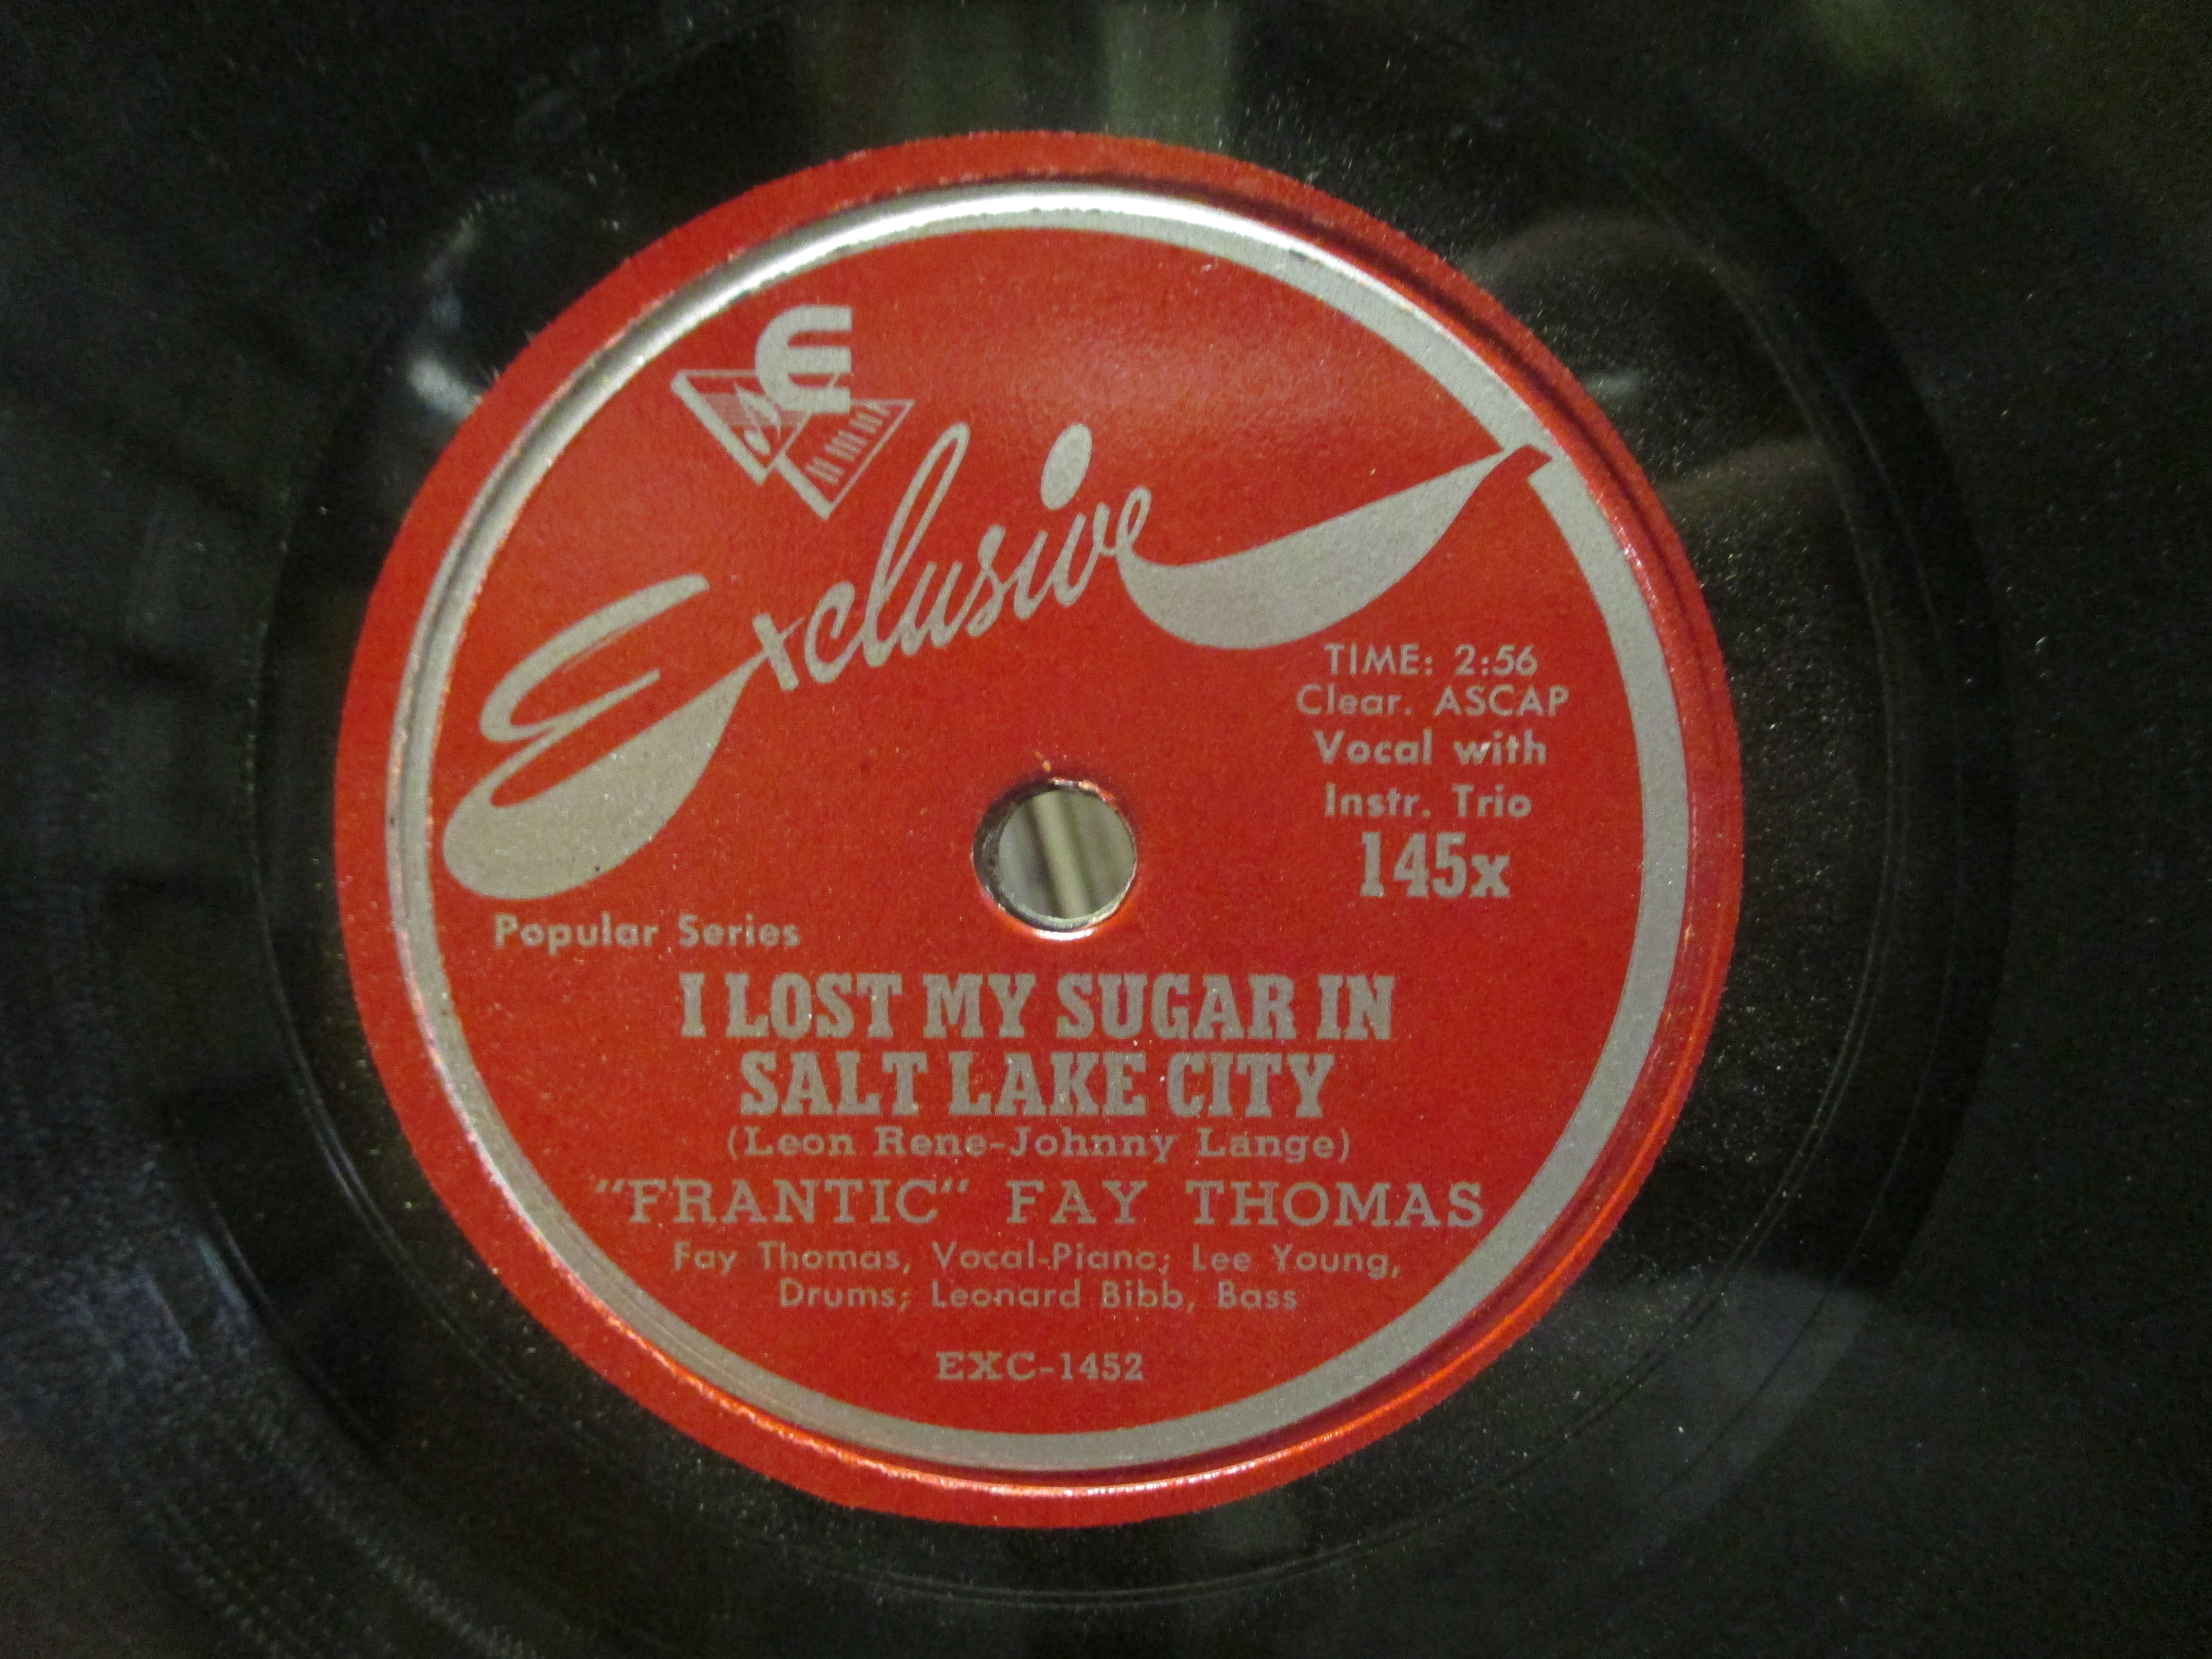 E
Exclusive
TIME: 2:56
Clear. ASCAP
Vocal with
Instr. Trio
145x
Popular Series
I LOST MY SUGAR IN
SALT LAKE CITY
(Leon Rene-Johnny Lange)
"FRANTIC" FAY THOMAS
Fay Thomas, Vocal-Piano; Lee Young,
Drums; Leonard Bibb, Bass
EXC-1452